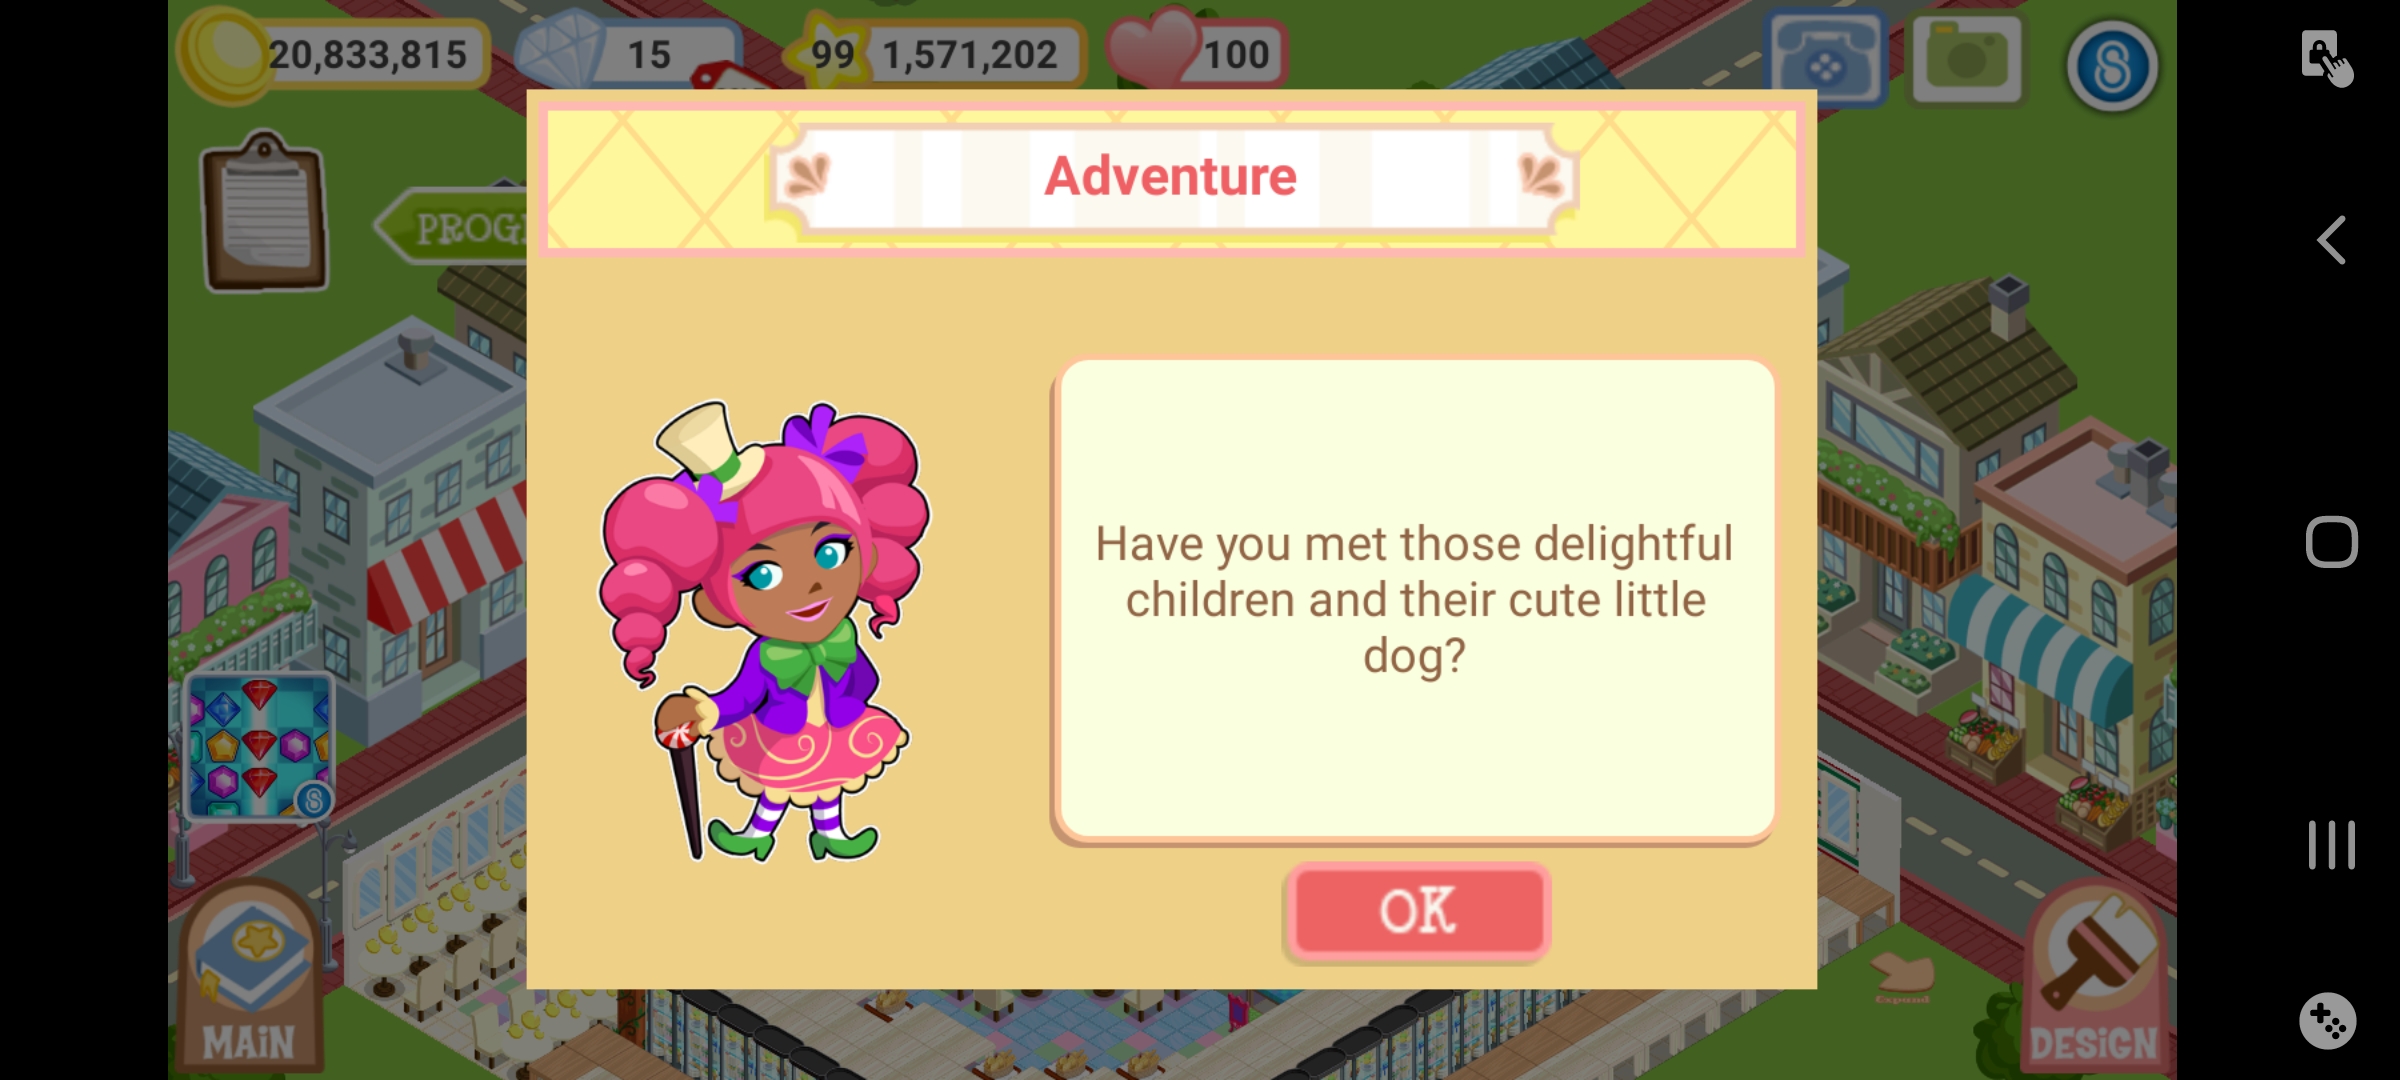 20,833,815
15
99
1,571,202
100
Adventure
Have you met those delightful
children and their cute little
dog?
OK
MAiN
Expand
DESiGN